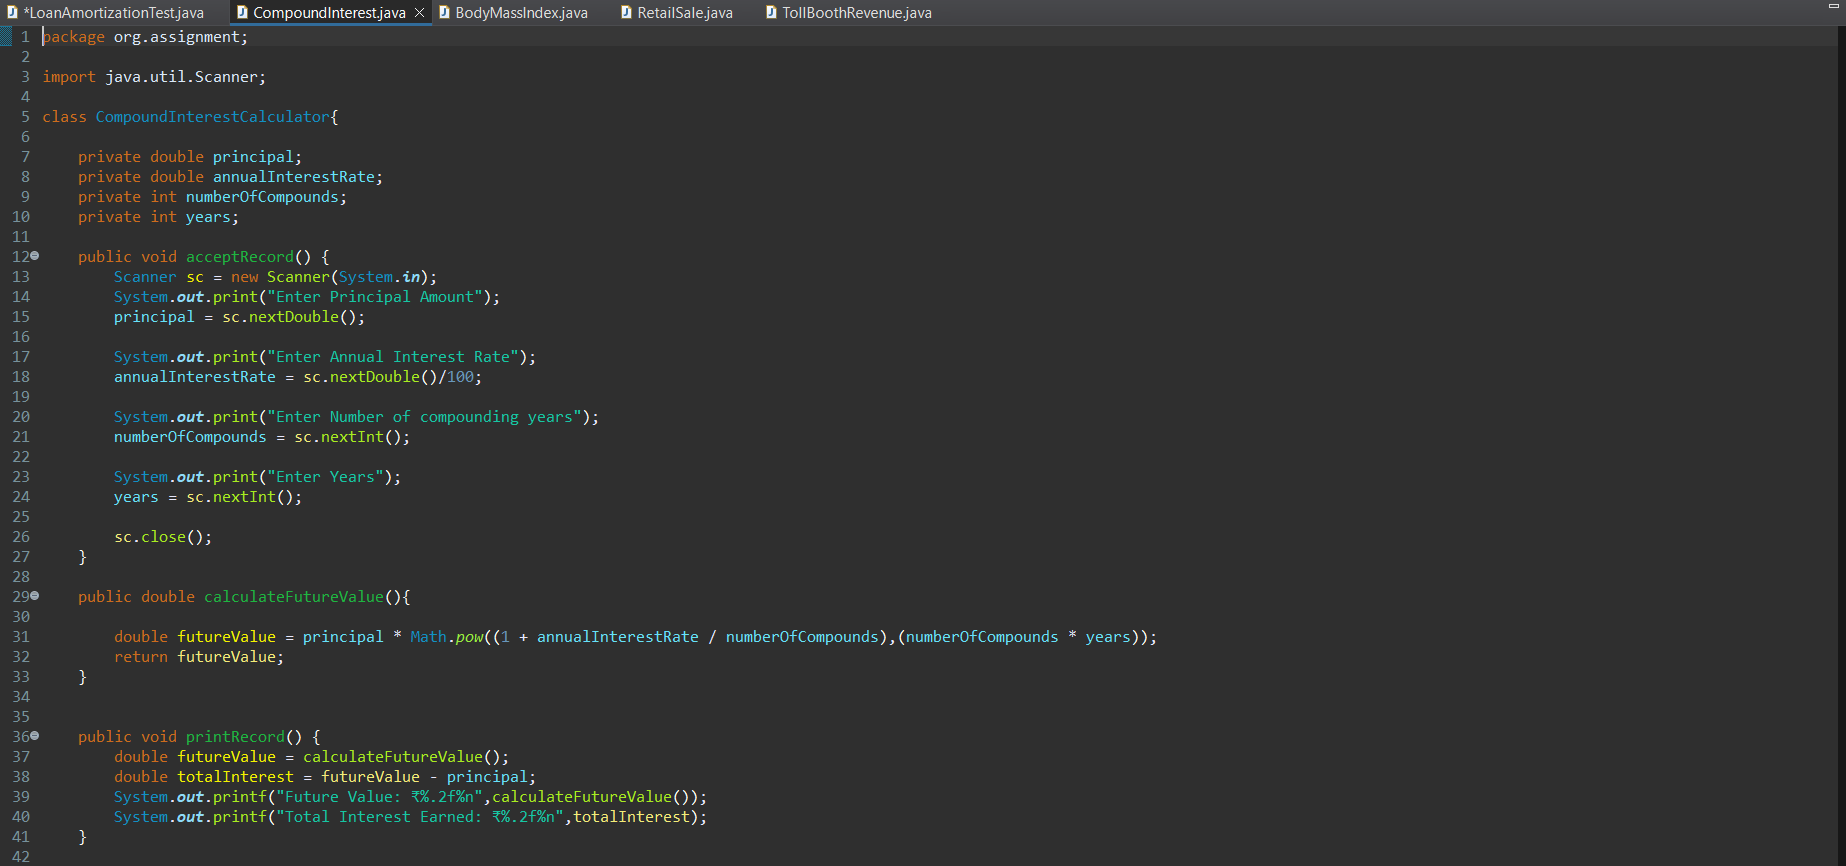 *LoanAmortizationTest.java CompoundInterest.java BodyMassIndex.java RetailSale.java TollBoothRevenue.java
1 package org.assignment;
2
3 import java.util.Scanner;
4
5 class CompoundInterestCalculator{
6
7     private double principal;
8     private double annualInterestRate;
9     private int numberOfCompounds;
10     private int years;
11
12     public void acceptRecord() {
13         Scanner sc = new Scanner(System.in);
14         System.out.print("Enter Principal Amount");
15         principal = sc.nextDouble();
16
17         System.out.print("Enter Annual Interest Rate");
18         annualInterestRate = sc.nextDouble()/100;
19
20         System.out.print("Enter Number of compounding years");
21         numberOfCompounds = sc.nextInt();
22
23         System.out.print("Enter Years");
24         years = sc.nextInt();
25
26         sc.close();
27     }
28
29     public double calculateFutureValue(){
30
31         double futureValue = principal * Math.pow((1 + annualInterestRate / numberOfCompounds),(numberOfCompounds * years));
32         return futureValue;
33     }
34
35
36     public void printRecord() {
37         double futureValue = calculateFutureValue();
38         double totalInterest = futureValue - principal;
39         System.out.printf("Future Value: ₹%.2f%n",calculateFutureValue());
40         System.out.printf("Total Interest Earned: ₹%.2f%n",totalInterest);
41     }
42